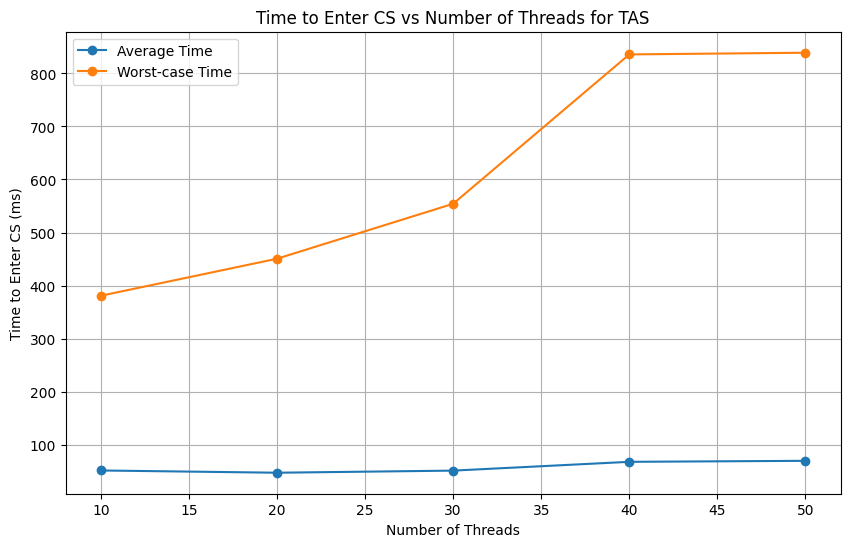 Time to Enter CS vs Number of Threads for TAS
Average Time
Worst-case Time
Time to Enter CS (ms)
800
700
600
500
400
300
200
100
10 15 20 25 30 35 40 45 50
Number of Threads